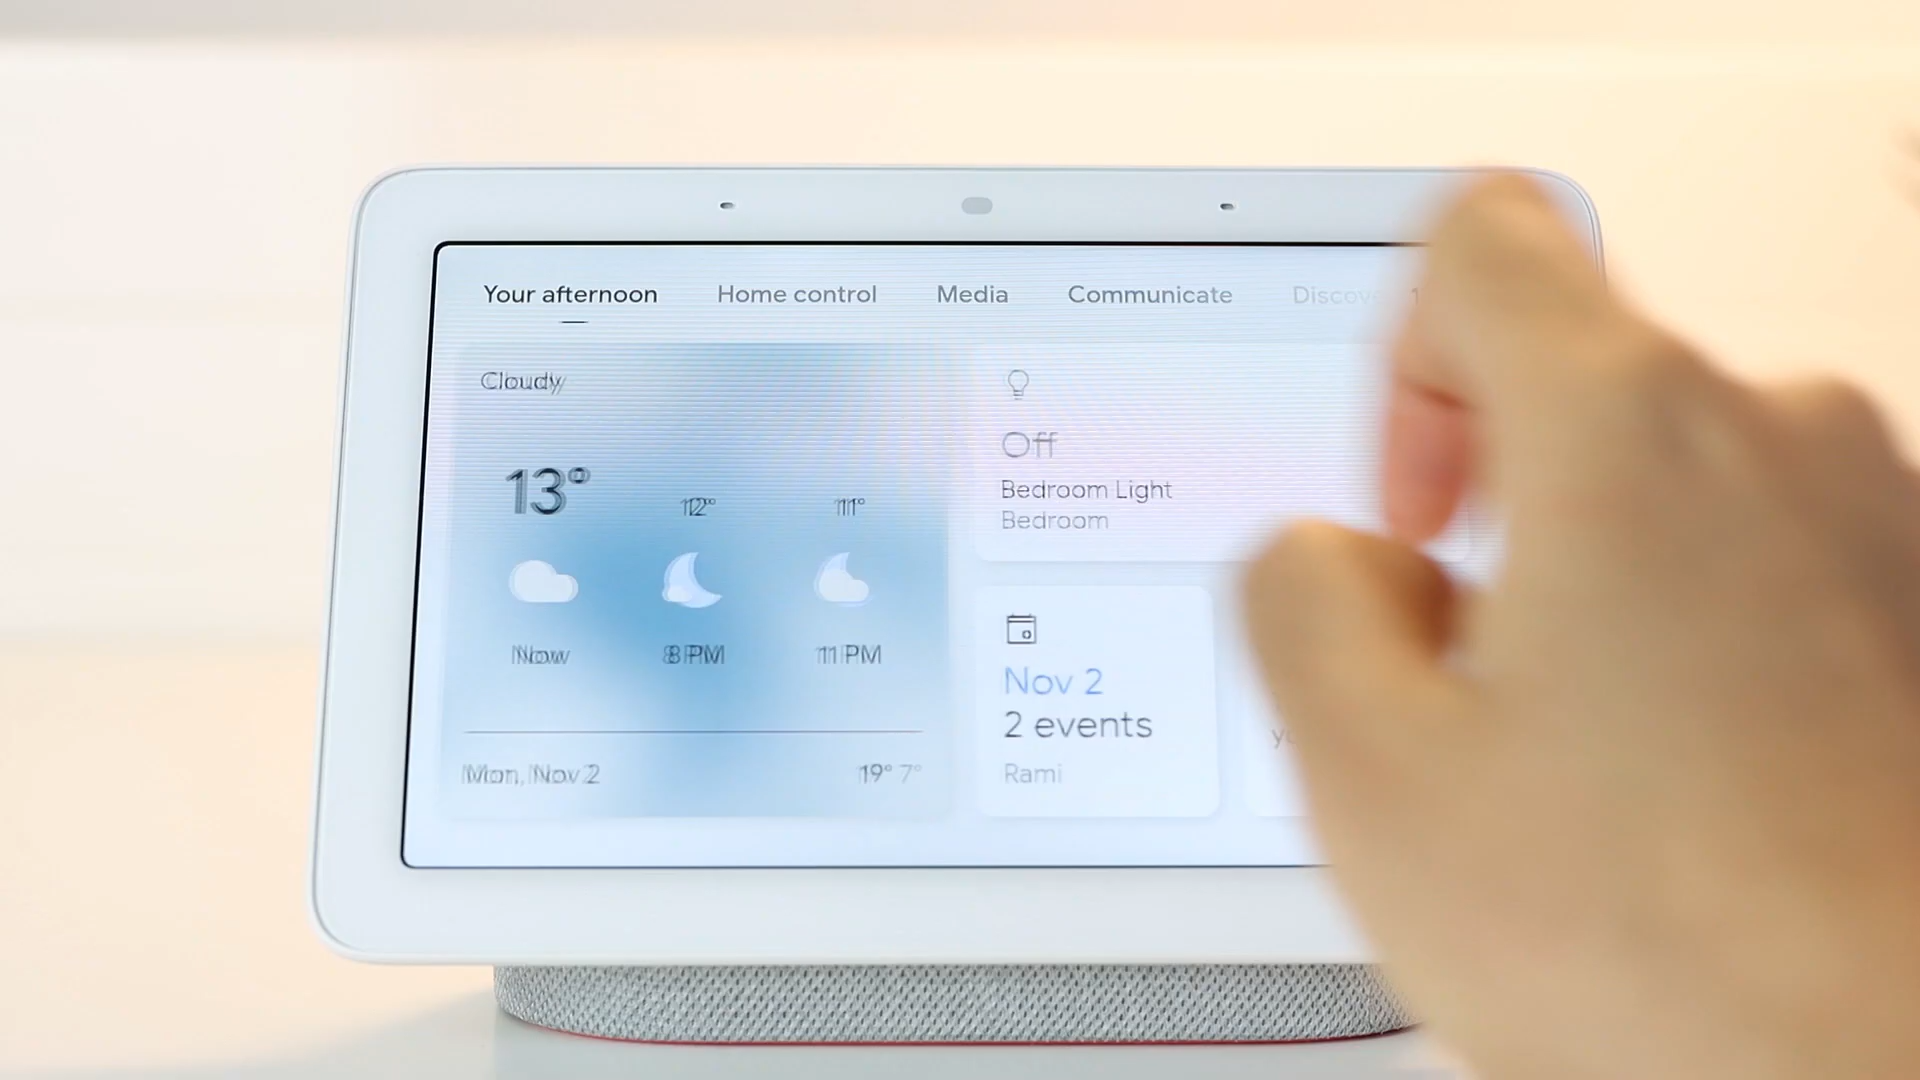 Your afternoon Home control Media Communicate Discove
Cloudy
13° 12° 11°
Now 8 PM 11 PM
Mon, Nov 2 19° 7°
Off
Bedroom Light
Bedroom
Nov 2
2 events
Rami